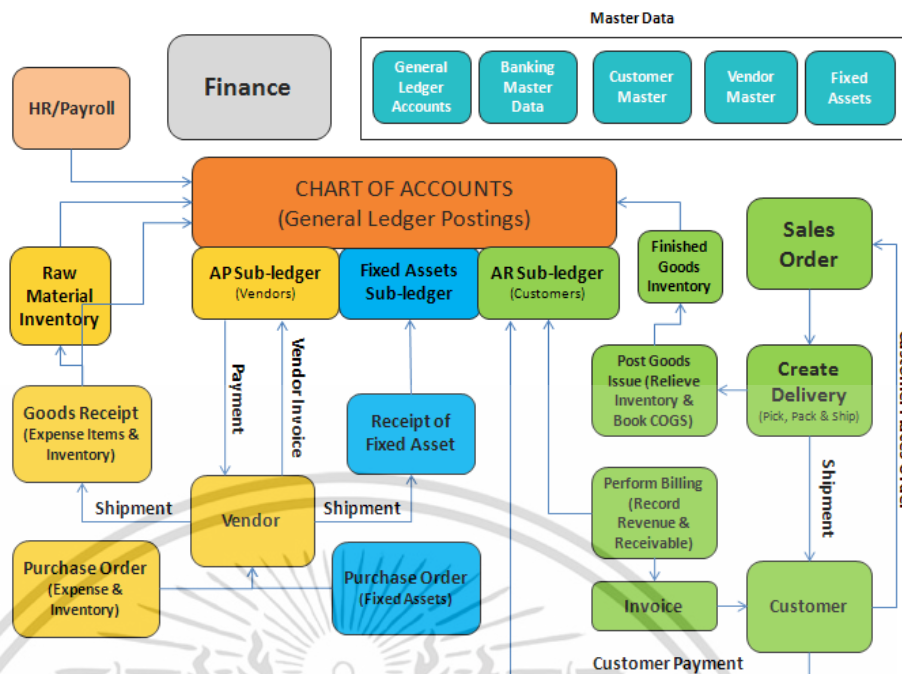 Master Data
Finance
General
Ledger
Accounts
Banking
Master
Data
Customer
Master
Vendor
Master
Fixed
Assets
HR/Payroll
CHART OF ACCOUNTS
(General Ledger Postings)
Raw
Material
Inventory
AP Sub-ledger
(Vendors)
Fixed Assets
Sub-ledger
AR Sub-ledger
(Customers)
Finished
Goods
Inventory
Sales
Order
Payment
Vendor Invoice
Goods Receipt
(Expense Items &
Inventory)
Receipt of
Fixed Asset
Post Goods
Issue (Relieve
Inventory &
Book COGS)
Create
Delivery
(Pick, Pack & Ship)
Shipment
Vendor
Shipment
Perform Billing
(Record
Revenue &
Receivable)
Shipment
Purchase Order
(Expense &
Inventory)
Purchase Order
(Fixed Assets)
Invoice
Customer
Customer Payment